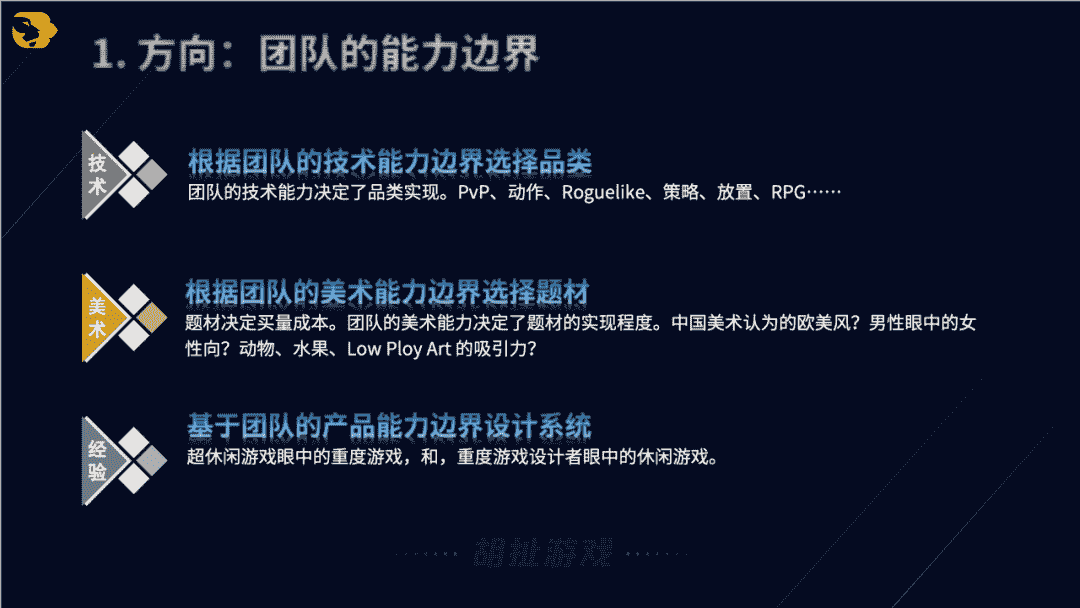 1. 方向：团队的能力边界
技术
根据团队的技术能力边界选择品类
团队的技术能力决定了品类实现。PvP、动作、Roguelike、策略、放置、RPG……
美术
根据团队的美术能力边界选择题材
题材决定买量成本。团队的美术能力决定了题材的实现程度。中国美术认为的欧美风？男性眼中的女
性向？动物、水果、Low Ploy Art 的吸引力？
经验
基于团队的产品能力边界设计系统
超休闲游戏眼中的重度游戏，和，重度游戏设计者眼中的休闲游戏。
胡扯游戏